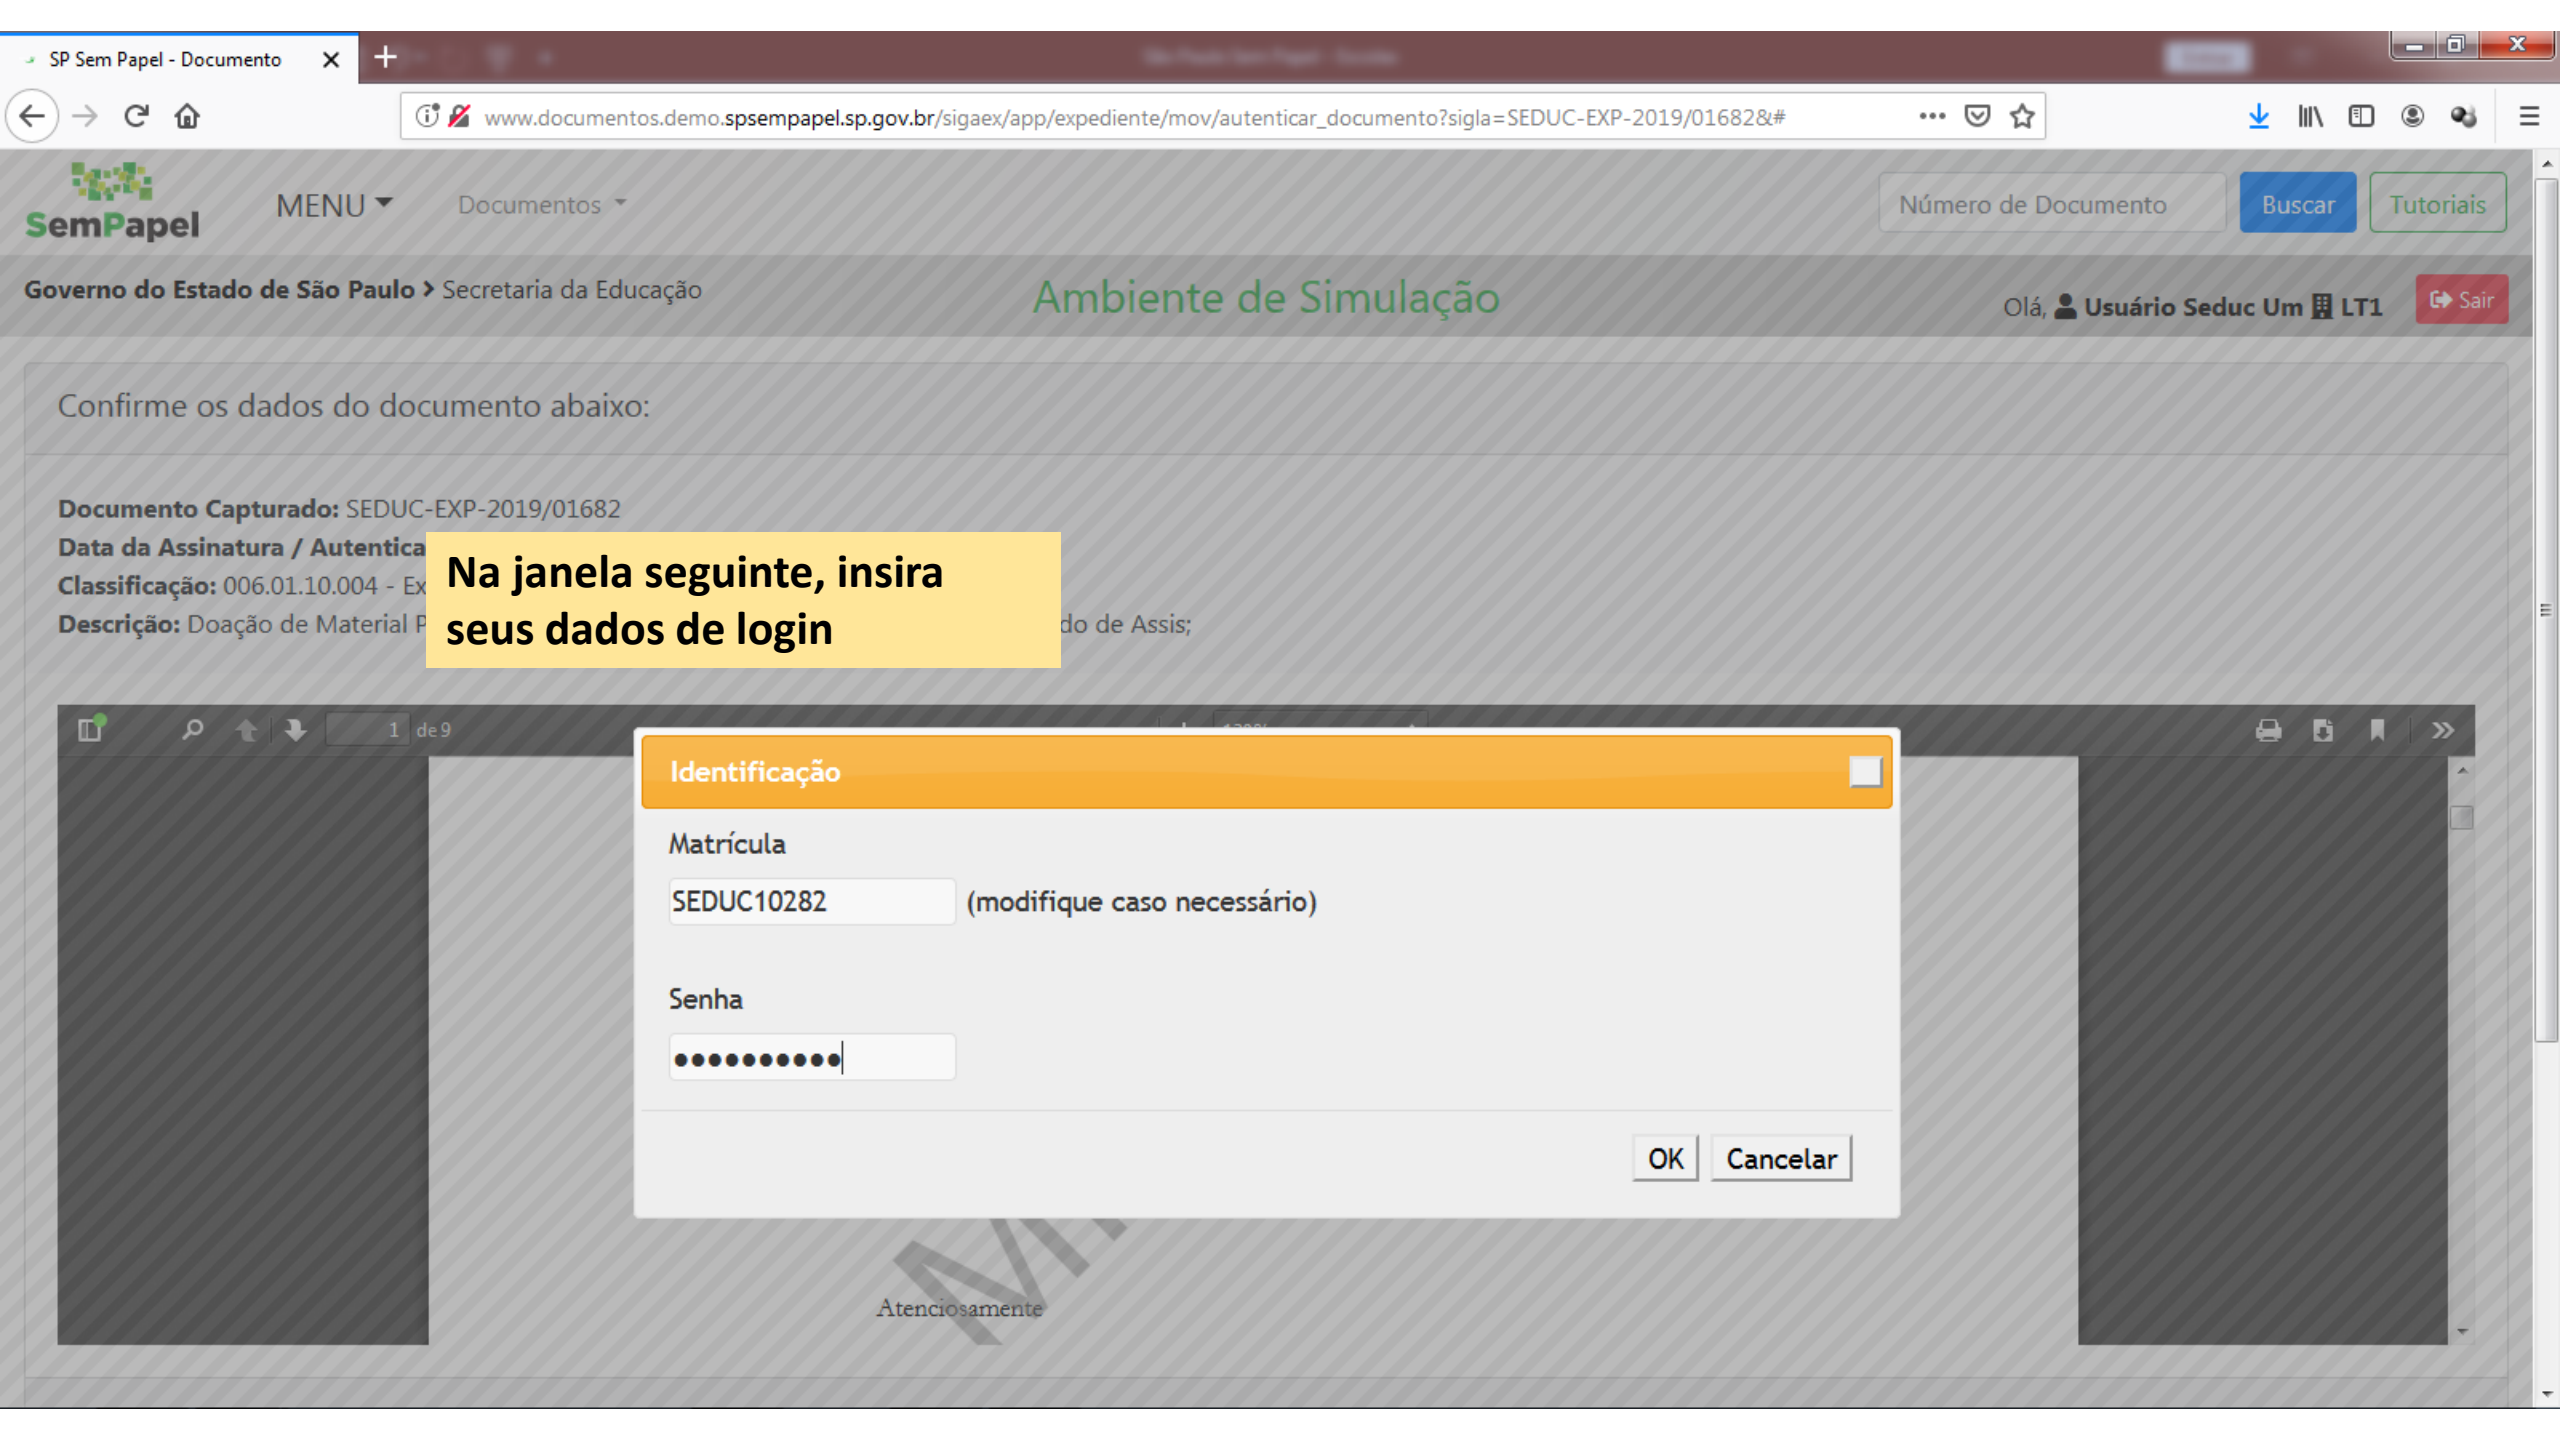 SP Sem Papel - Documento
www.documentos.demo.spsempapel.sp.gov.br/sigaex/app/expediente/mov/autenticar_documento?sigla=SEDUC-EXP-2019/01682&#
SemPapel
MENU
Documentos
Número de Documento
Buscar
Tutoriais
Governo do Estado de São Paulo > Secretaria da Educação
Ambiente de Simulação
Olá, Usuário Seduc Um LT1
Sair
Confirme os dados do documento abaixo:
Documento Capturado: SEDUC-EXP-2019/01682
Data da Assinatura / Autentica
Classificação: 006.01.10.004 - Ex
Descrição: Doação de Material P do de Assis;
Na janela seguinte, insira
seus dados de login
1 de 9
Identificação
Matrícula
SEDUC10282 (modifique caso necessário)
Senha
••••••••••
OK
Cancelar
Atenciosamente